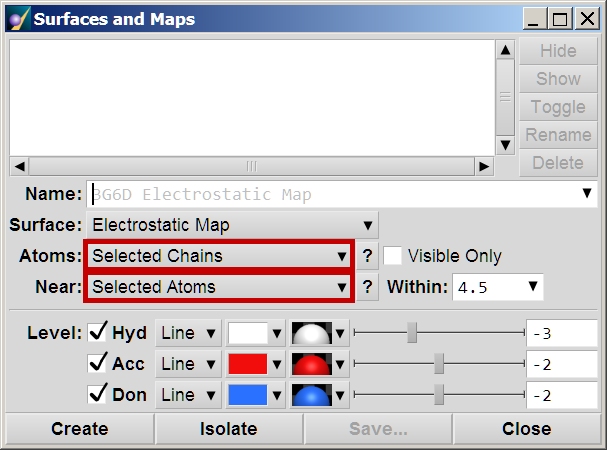 Surfaces and Maps
Hide
Show
Toggle
Rename
Delete
Name: 3G6D Electrostatic Map
Surface: Electrostatic Map
Atoms: Selected Chains ? Visible Only
Near: Selected Atoms ? Within: 4.5
Level: Hyd Line -3
Acc Line -2
Don Line -2
Create Isolate Save... Close